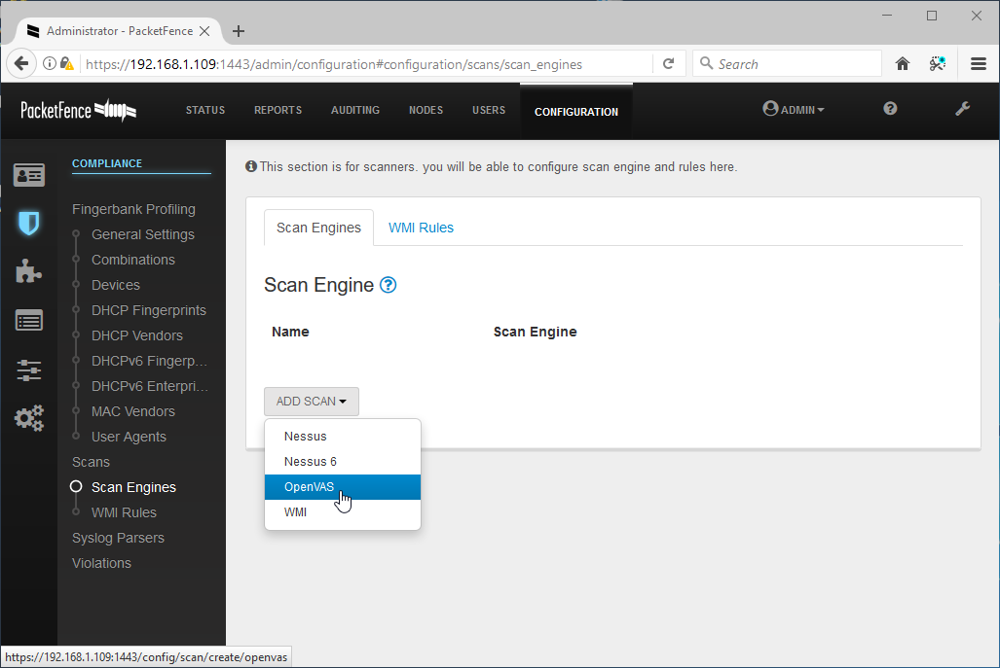 Administrator - PacketFence
https://192.168.1.109:1443/admin/configuration#configuration/scans/scan_engines
Search
PacketFence
STATUS
REPORTS
AUDITING
NODES
USERS
CONFIGURATION
ADMIN
COMPLIANCE
Fingerbank Profiling
General Settings
Combinations
Devices
DHCP Fingerprints
DHCP Vendors
DHCPv6 Fingerp...
DHCPv6 Enterpri...
MAC Vendors
User Agents
Scans
Scan Engines
WMI Rules
Syslog Parsers
Violations
This section is for scanners. you will be able to configure scan engine and rules here.
Scan Engines
WMI Rules
Scan Engine ?
Name
Scan Engine
ADD SCAN
Nessus
Nessus 6
OpenVAS
WMI
https://192.168.1.109:1443/config/scan/create/openvas